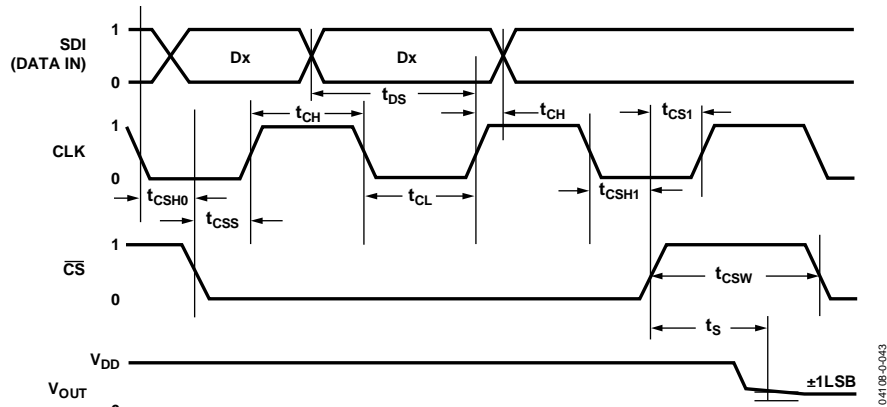 1
SDI
(DATA IN)
Dx
Dx
0
tDS
tCH
tCH
tCS1
1
CLK
0
tCSH0
tCSS
tCL
tCSH1
1
CS
0
tCSW
tS
VDD
VOUT
±1LSB
0
04108-0-043